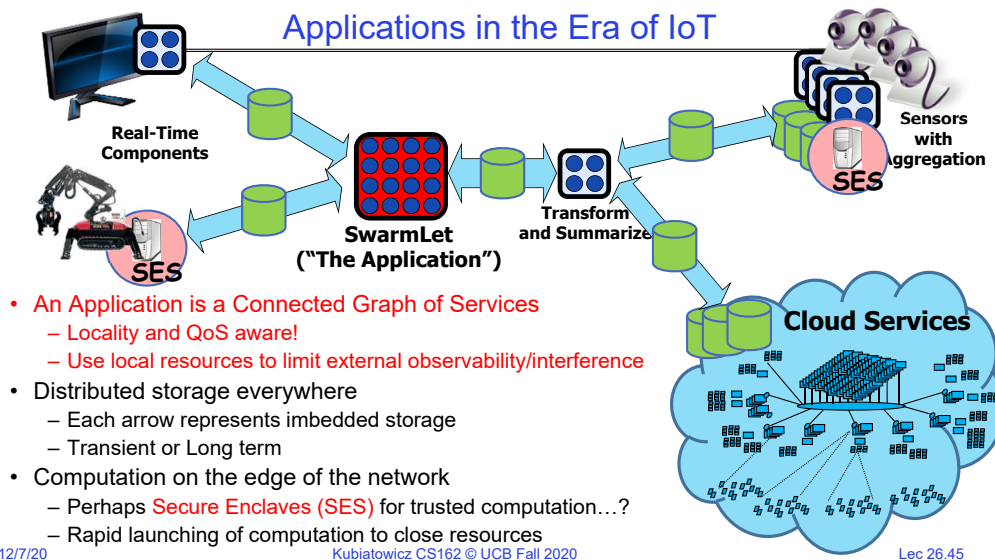 Applications in the Era of IoT
Real-Time
Components
Sensors
with
Aggregation
SES
SwarmLet
("The Application")
Transform
and Summarize
SES
Cloud Services
• An Application is a Connected Graph of Services
– Locality and QoS aware!
– Use local resources to limit external observability/interference
• Distributed storage everywhere
– Each arrow represents imbedded storage
– Transient or Long term
• Computation on the edge of the network
– Perhaps Secure Enclaves (SES) for trusted computation…?
– Rapid launching of computation to close resources
12/7/20
Kubiatowicz CS162 © UCB Fall 2020
Lec 26.45